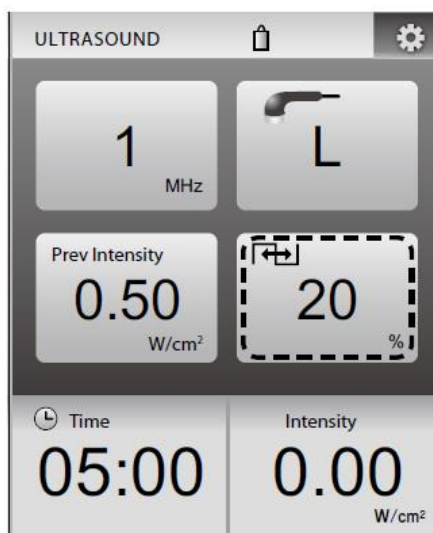 ULTRASOUND
1
MHz
L
Prev Intensity
0.50
W/cm²
20
%
Time
05:00
Intensity
0.00
W/cm²